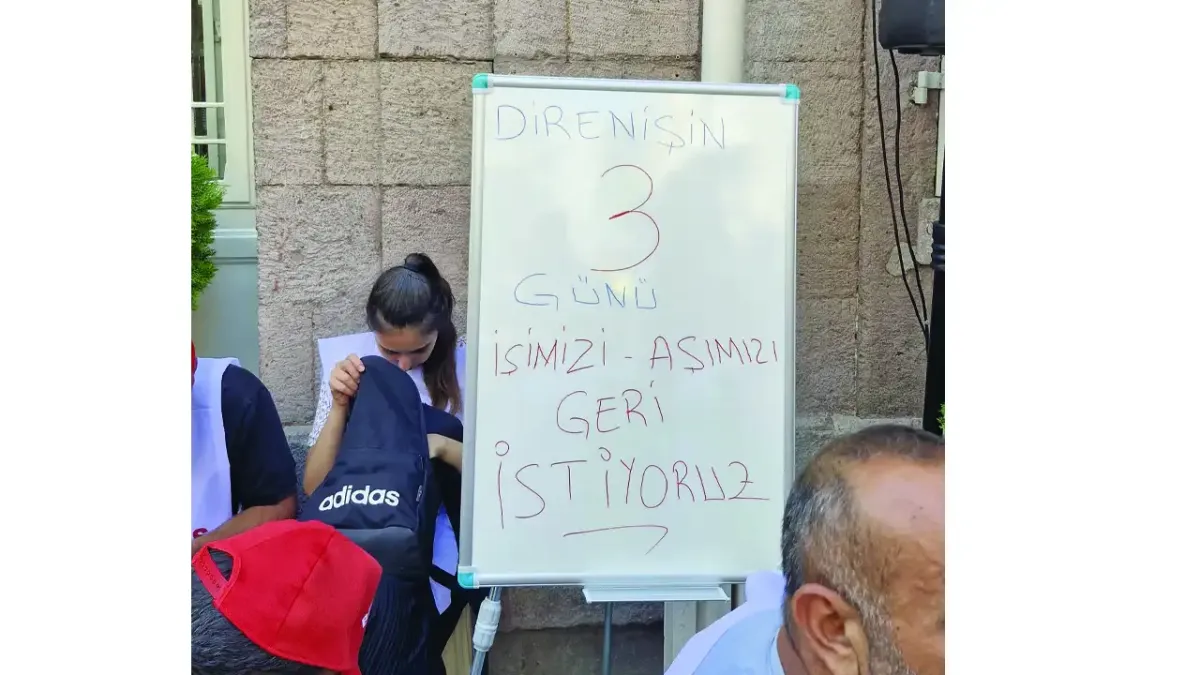 DİRENİŞİN
3
GÜNÜ
İŞİMİZİ - AŞIMIZI
GERİ
İSTİYORUZ
adidas